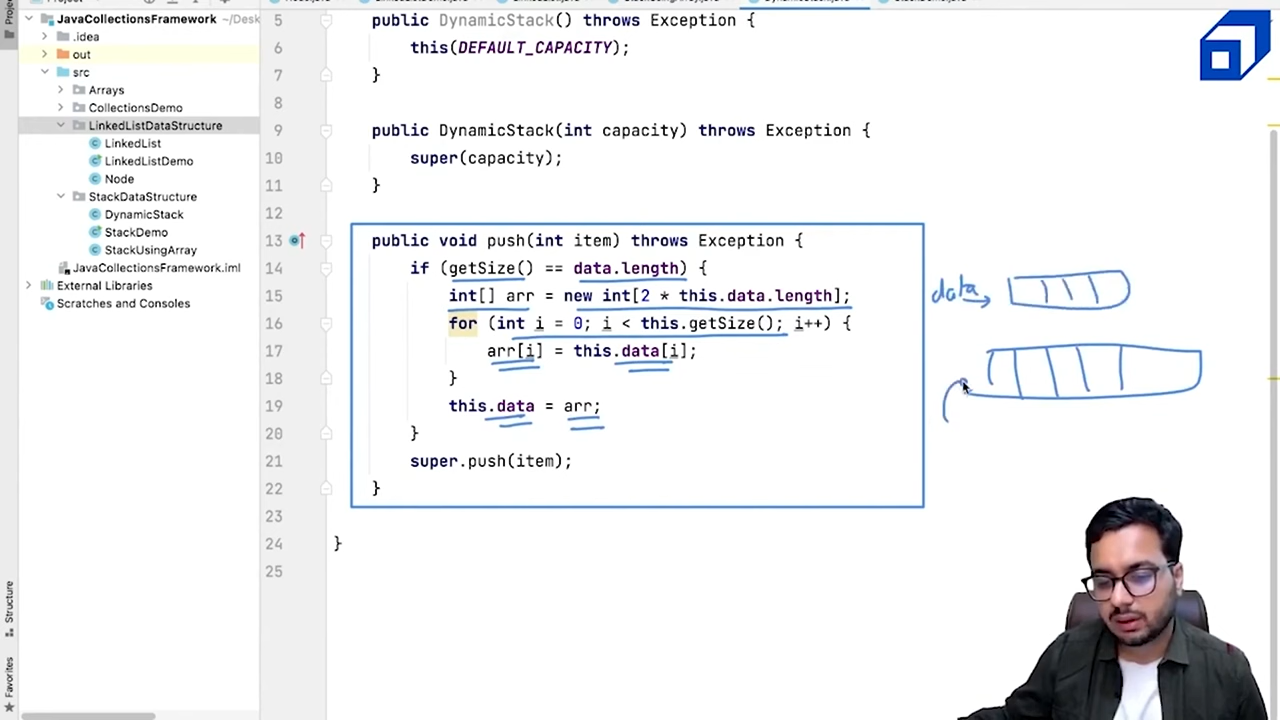 JavaCollectionsFramework ~/Desk
.idea
out
src
Arrays
CollectionsDemo
LinkedListDataStructure
LinkedList
LinkedListDemo
Node
StackDataStructure
DynamicStack
StackDemo
StackUsingArray
JavaCollectionsFramework.iml
External Libraries
Scratches and Consoles
Structure
Favorites
5 public DynamicStack() throws Exception {
6 this(DEFAULT_CAPACITY);
7 }
8
9 public DynamicStack(int capacity) throws Exception {
10 super(capacity);
11 }
12
13 public void push(int item) throws Exception {
14 if (getSize() == data.length) {
15 int[] arr = new int[2 * this.data.length];
16 for (int i = 0; i < this.getSize(); i++) {
17 arr[i] = this.data[i];
18 }
19 this.data = arr;
20 }
21 super.push(item);
22 }
23
24 }
25
data